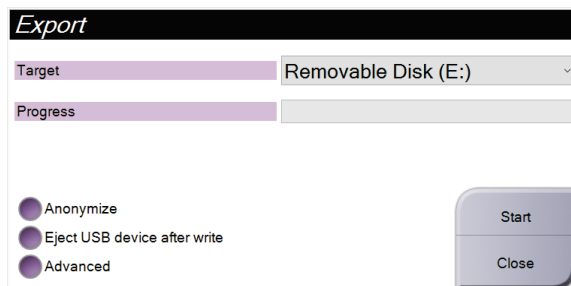 Export
Target
Removable Disk (E:)
Progress
Anonymize
Eject USB device after write
Advanced
Start
Close